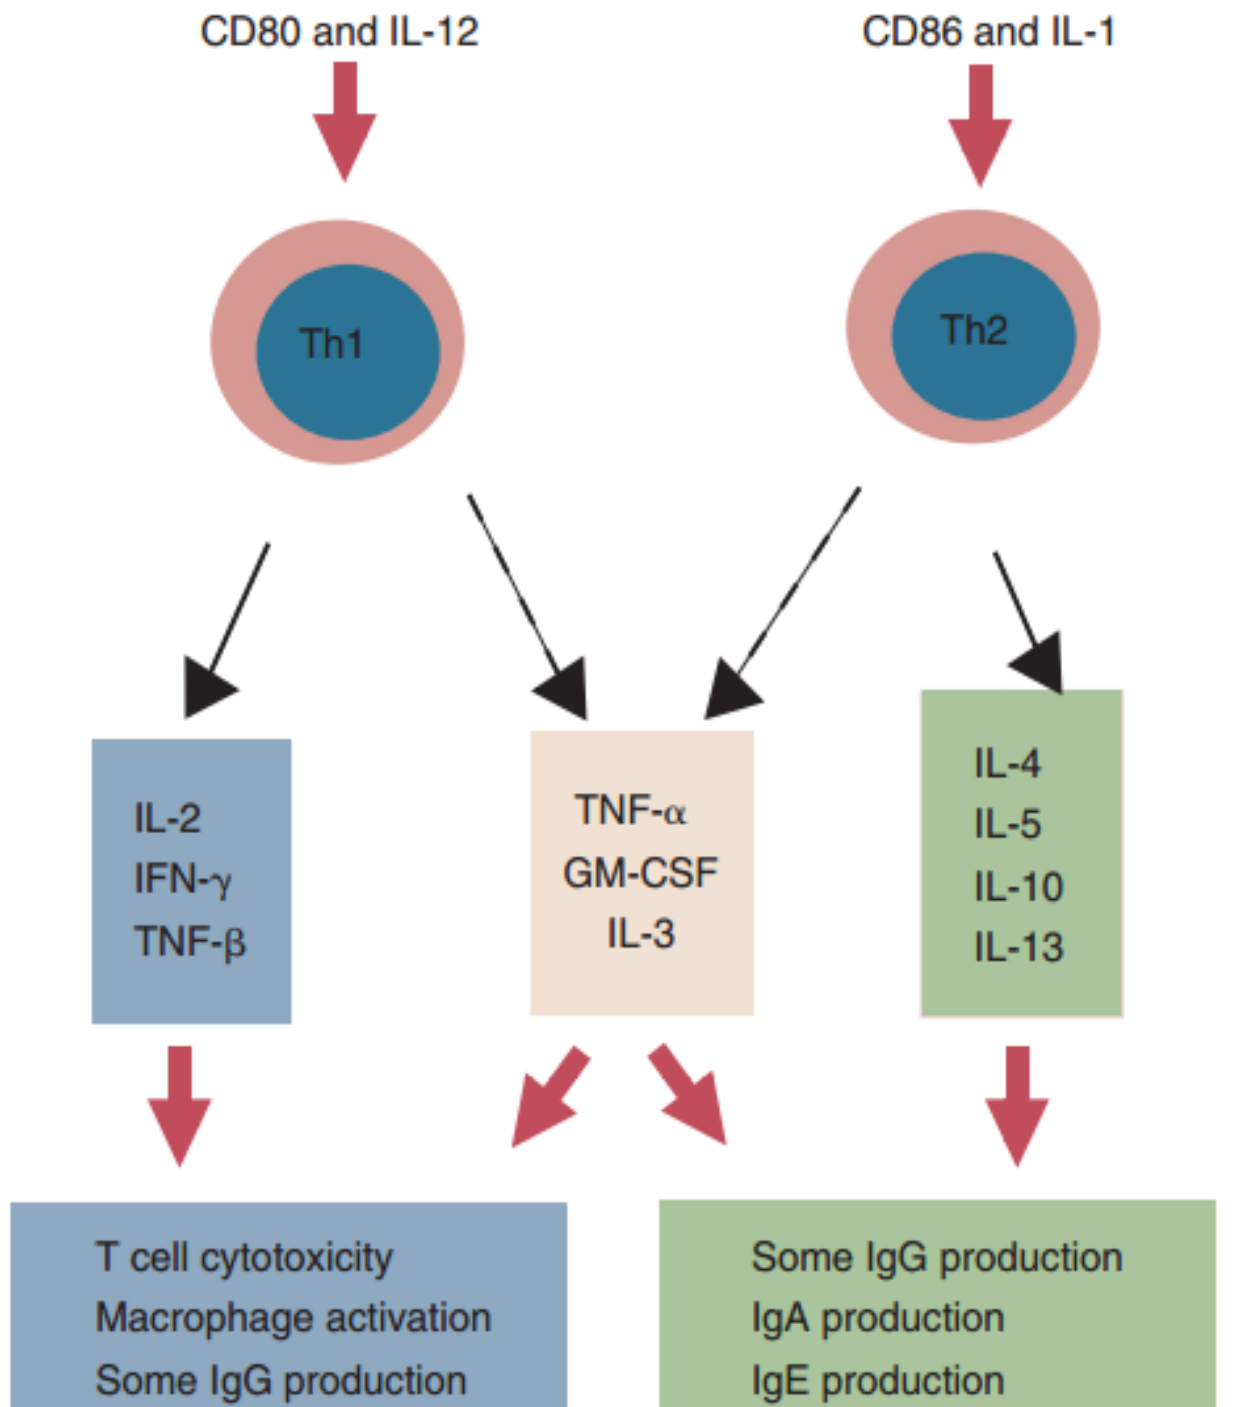 CD80 and IL-12
CD86 and IL-1
Th1
Th2
IL-2
IFN-γ
TNF-β
TNF-α
GM-CSF
IL-3
IL-4
IL-5
IL-10
IL-13
T cell cytotoxicity
Macrophage activation
Some IgG production
Some IgG production
IgA production
IgE production